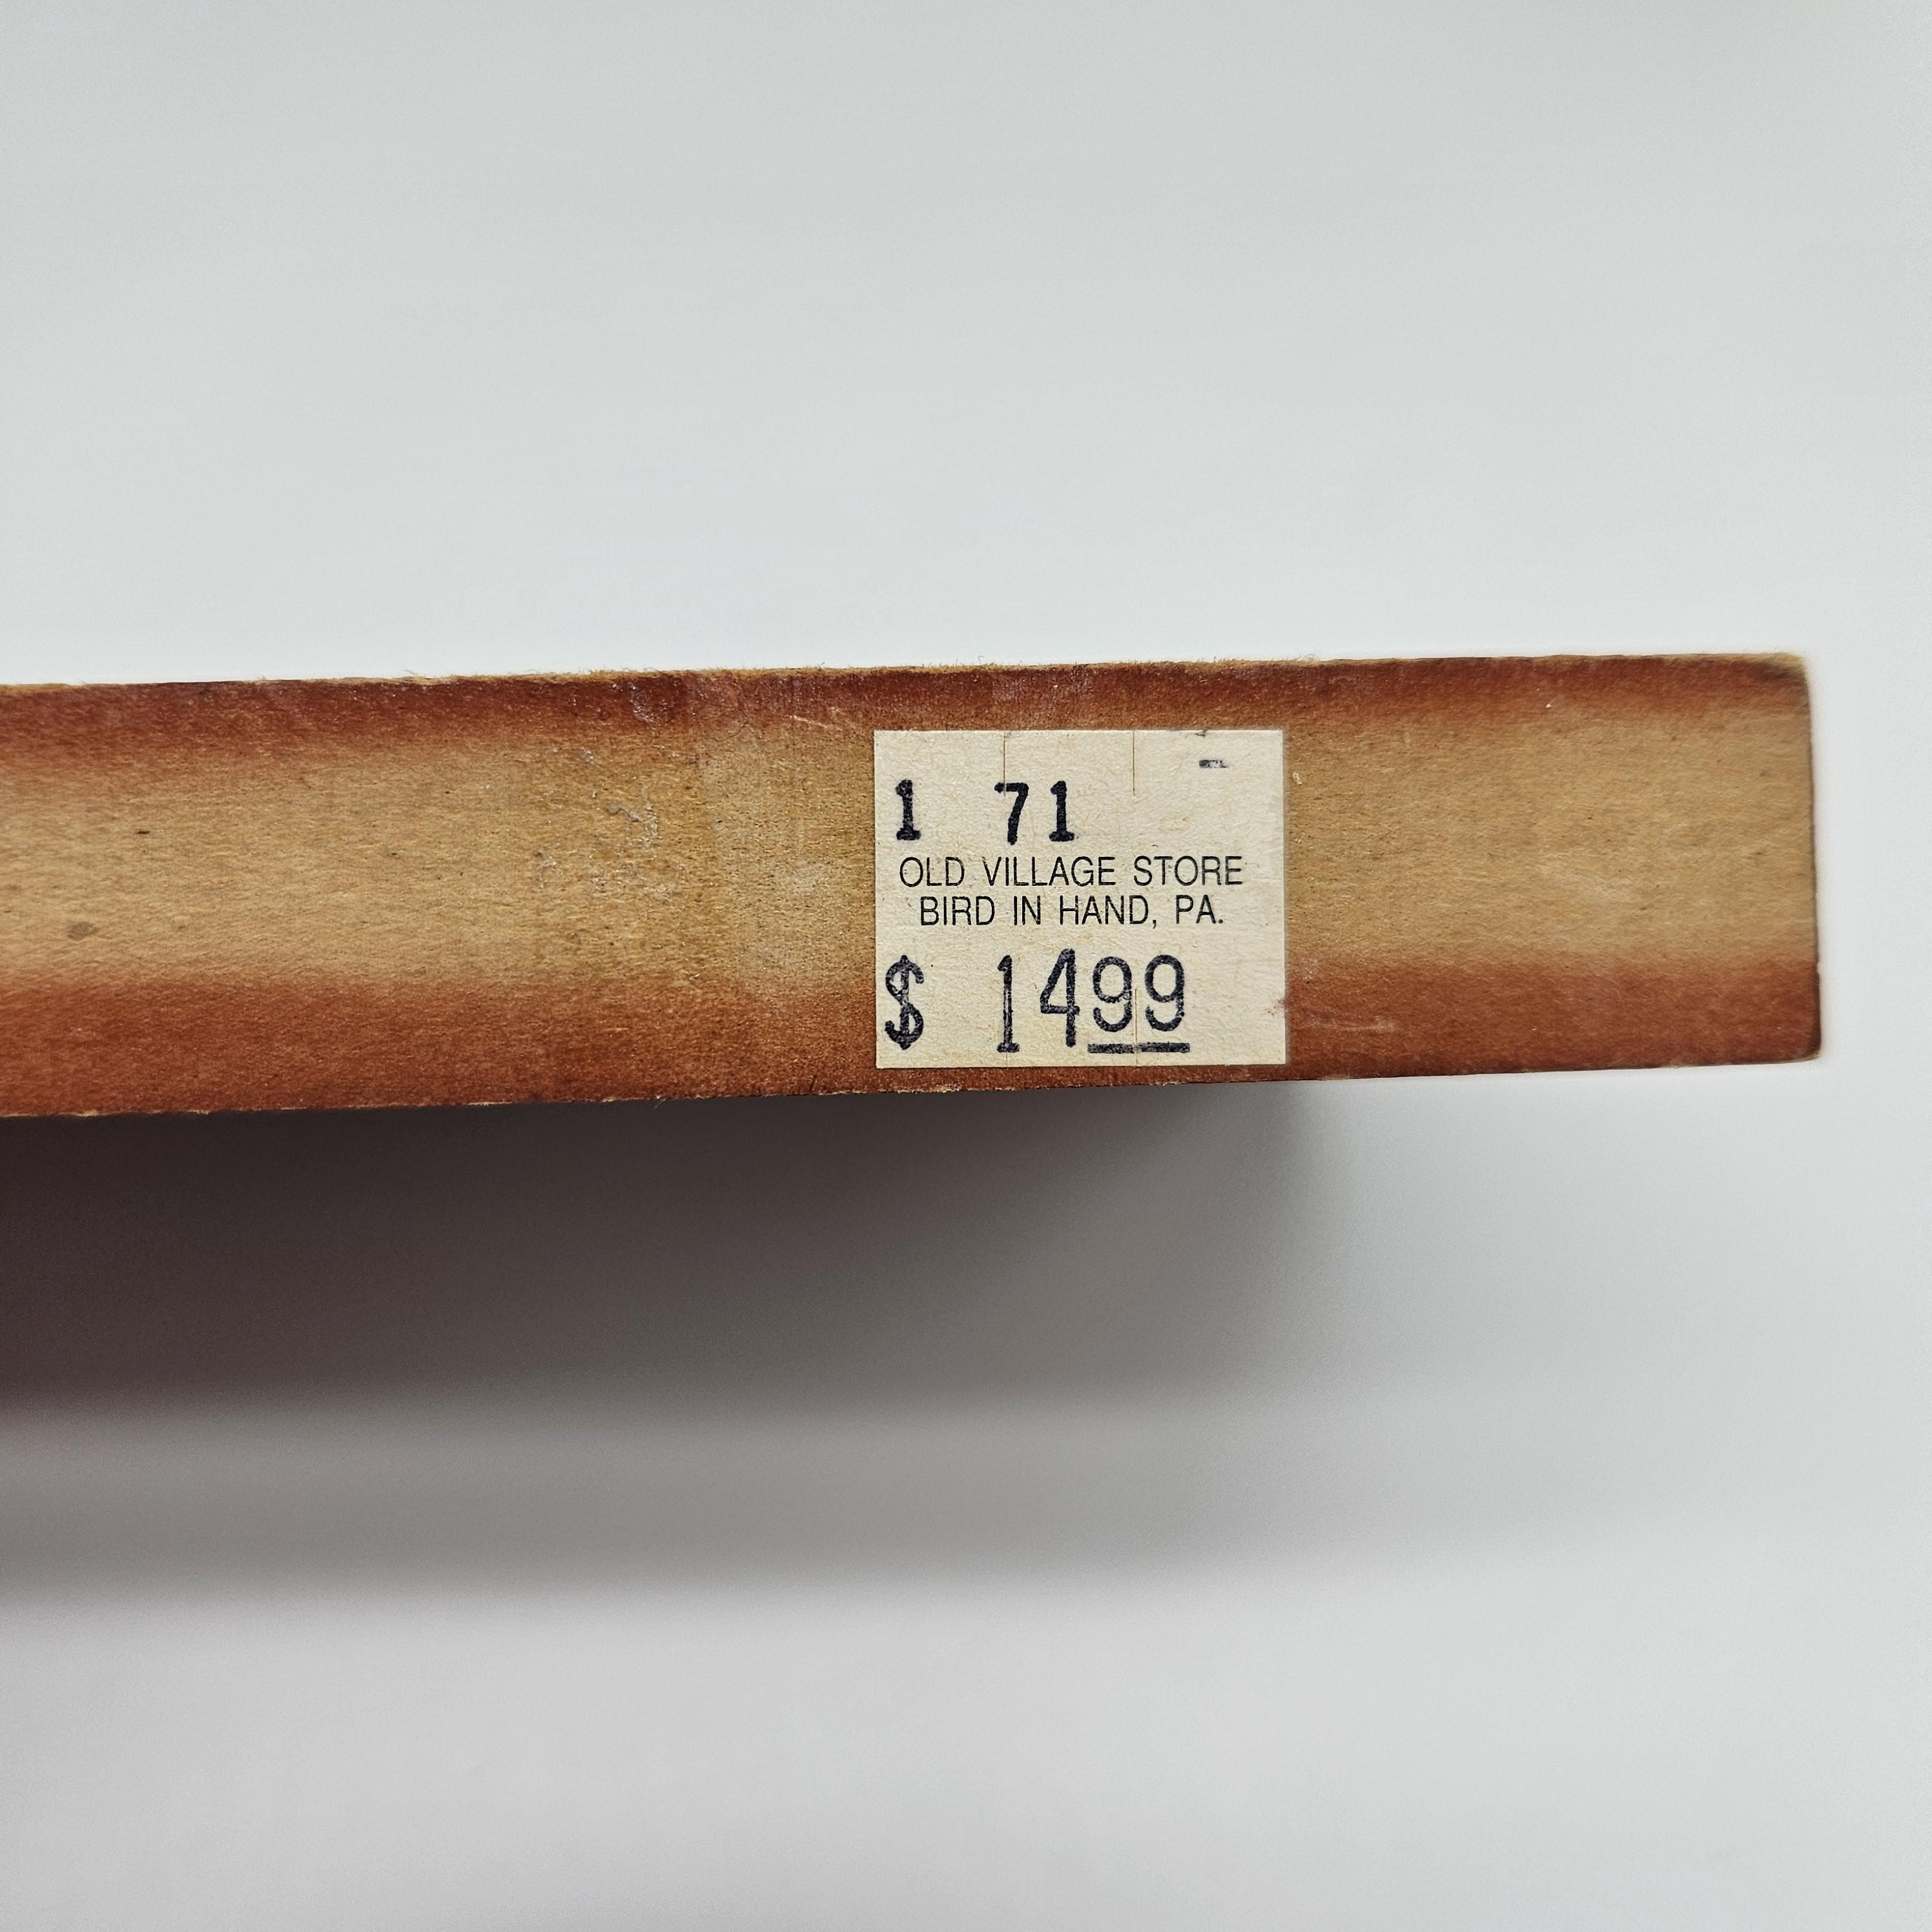 1 71
OLD VILLAGE STORE
BIRD IN HAND, PA.
$ 1499